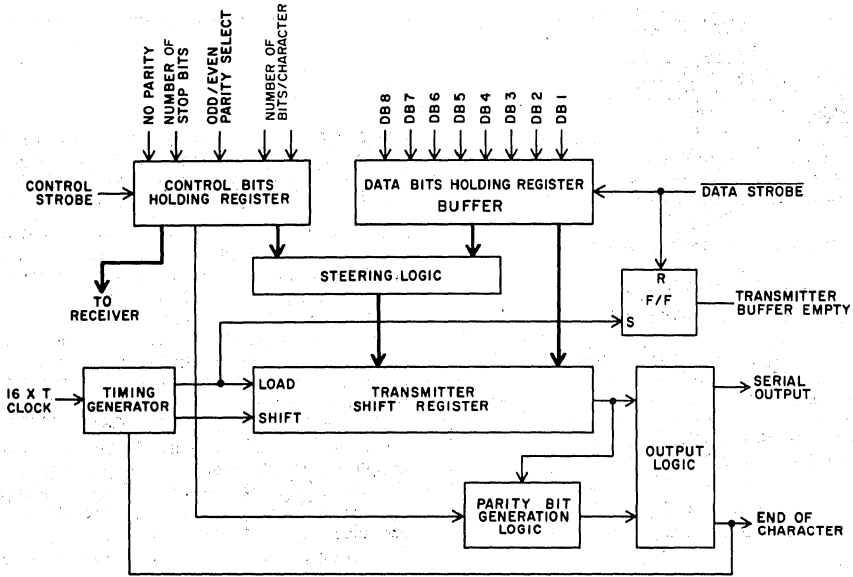 NO PARITY
NUMBER OF
STOP BITS
ODD/EVEN
PARITY SELECT
NUMBER OF
BITS/CHARACTER
DB8
DB7
DB6
DB5
DB4
DB3
DB2
DB1
CONTROL
STROBE
CONTROL BITS
HOLDING REGISTER
DATA BITS HOLDING REGISTER
BUFFER
DATA STROBE
TO
RECEIVER
STEERING LOGIC
R
F/F
S
TRANSMITTER
BUFFER EMPTY
16 X T
CLOCK
TIMING
GENERATOR
LOAD
SHIFT
TRANSMITTER
SHIFT REGISTER
SERIAL
OUTPUT
OUTPUT
LOGIC
PARITY BIT
GENERATION
LOGIC
END OF
CHARACTER